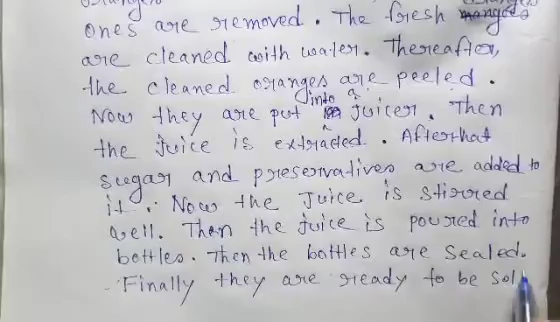 ones are removed. The fresh oranges
are cleaned with water. Thereafter,
the cleaned oranges are peeled.
Now they are put into a juicer. Then
the juice is extracted. Afterthat
sugar and preservatives are added to
it. Now the Juice is stirred
well. Then the juice is poured into
bottles. Then the bottles are sealed.
Finally they are ready to be sol